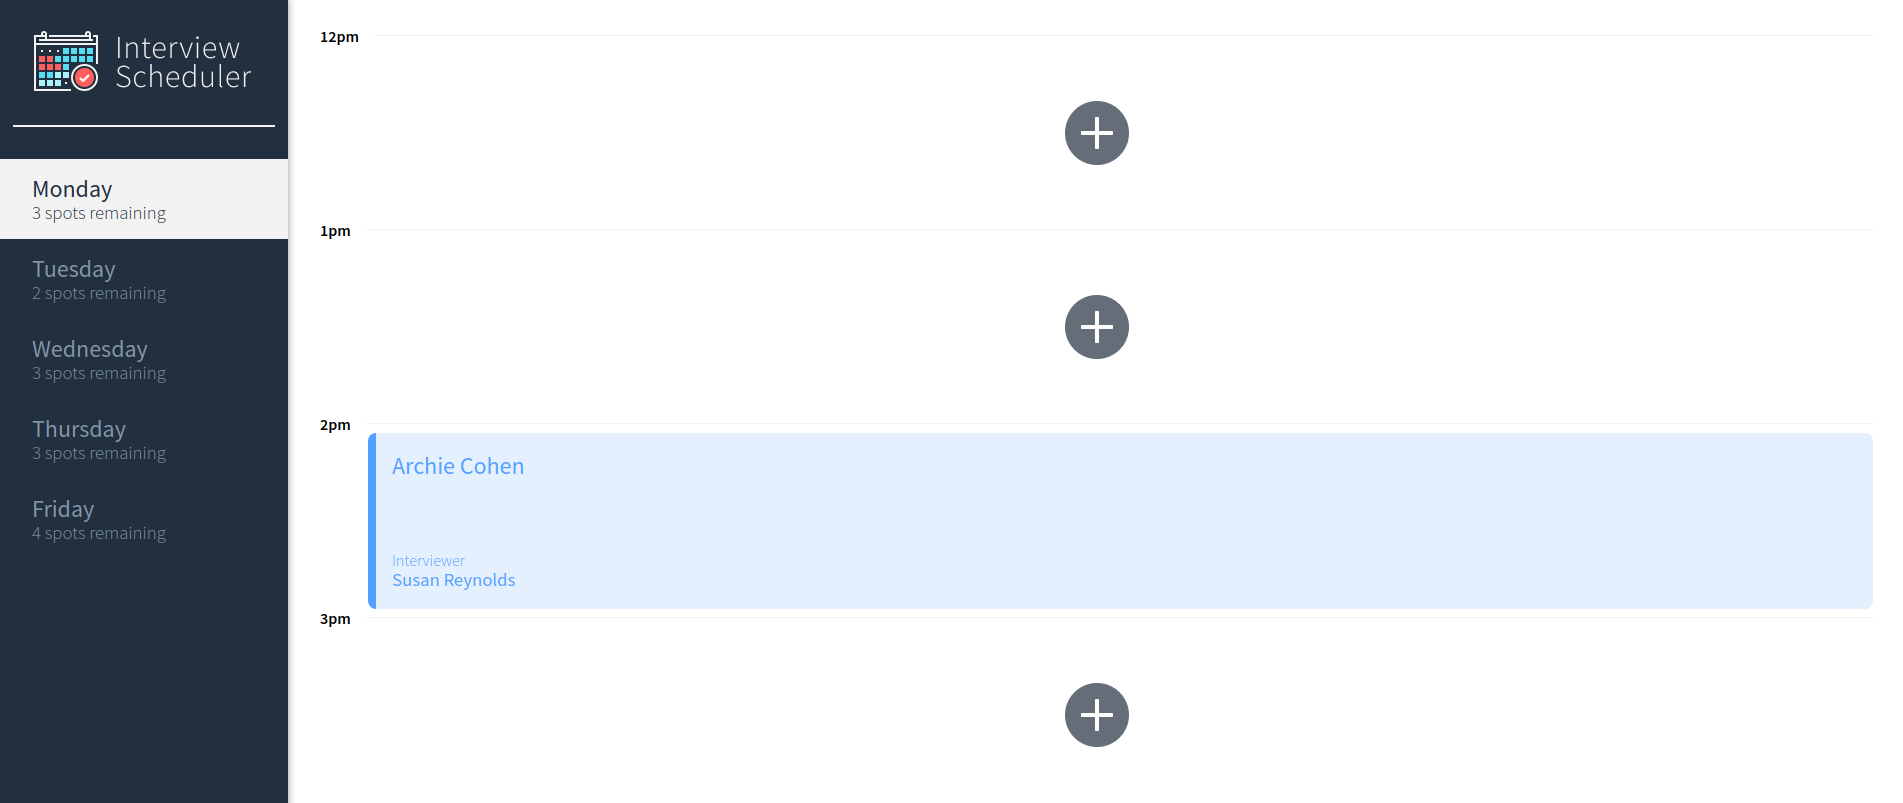 Interview
Scheduler
Monday
3 spots remaining
Tuesday
2 spots remaining
Wednesday
3 spots remaining
Thursday
3 spots remaining
Friday
4 spots remaining
12pm
1pm
2pm
Archie Cohen
Interviewer
Susan Reynolds
3pm